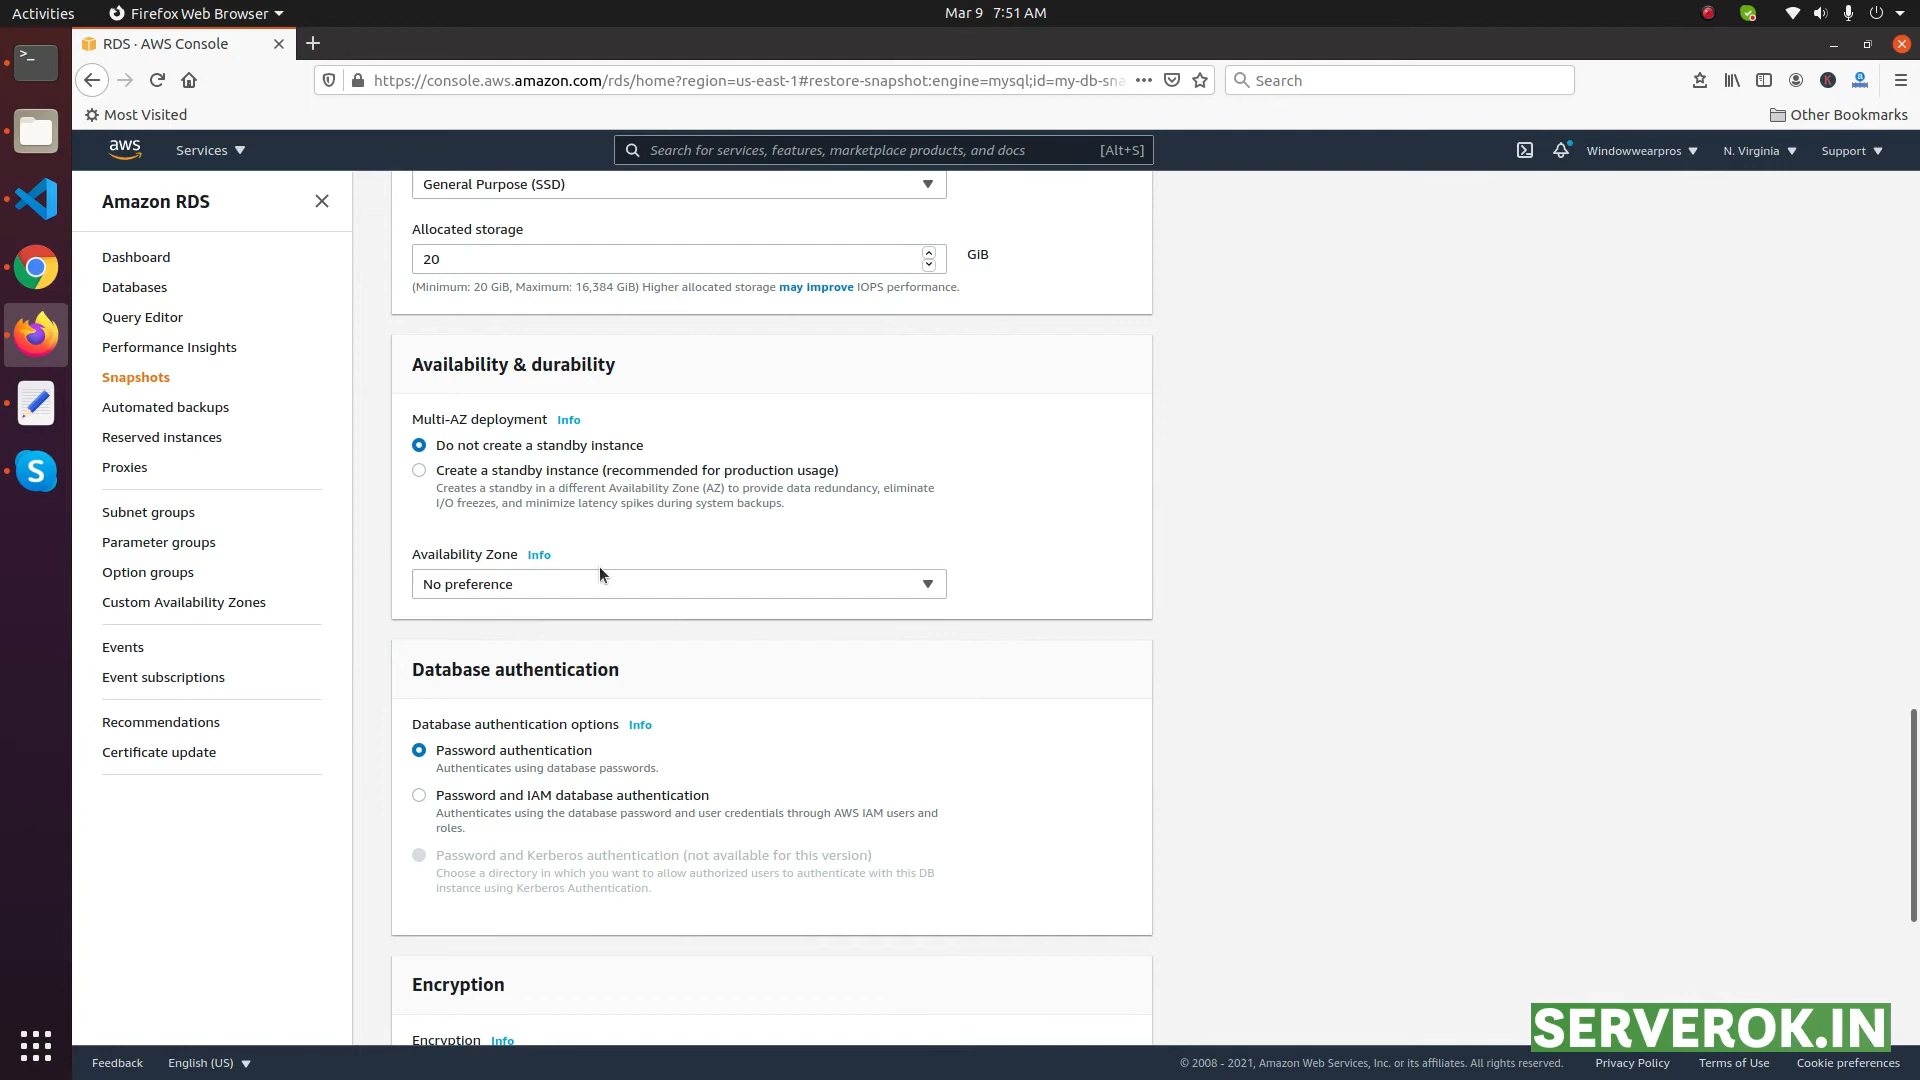 Activities
Firefox Web Browser
Mar 9 7:51 AM
RDS · AWS Console
https://console.aws.amazon.com/rds/home?region=us-east-1#restore-snapshot:engine=mysql;id=my-db-sna
Search
Most Visited
Other Bookmarks
aws
Services
Search for services, features, marketplace products, and docs
[Alt+S]
Windowwearpros
N. Virginia
Support
Amazon RDS
Dashboard
Databases
Query Editor
Performance Insights
Snapshots
Automated backups
Reserved instances
Proxies
Subnet groups
Parameter groups
Option groups
Custom Availability Zones
Events
Event subscriptions
Recommendations
Certificate update
General Purpose (SSD)
Allocated storage
20
GiB
(Minimum: 20 GiB, Maximum: 16,384 GiB) Higher allocated storage may improve IOPS performance.
Availability & durability
Multi-AZ deployment Info
Do not create a standby instance
Create a standby instance (recommended for production usage)
Creates a standby in a different Availability Zone (AZ) to provide data redundancy, eliminate
I/O freezes, and minimize latency spikes during system backups.
Availability Zone Info
No preference
Database authentication
Database authentication options Info
Password authentication
Authenticates using database passwords.
Password and IAM database authentication
Authenticates using the database password and user credentials through AWS IAM users and
roles.
Password and Kerberos authentication (not available for this version)
Choose a directory in which you want to allow authorized users to authenticate with this DB
instance using Kerberos Authentication.
Encryption
Encryption Info
SERVEROK.IN
Feedback
English (US)
© 2008 - 2021, Amazon Web Services, Inc. or its affiliates. All rights reserved.
Privacy Policy
Terms of Use
Cookie preferences